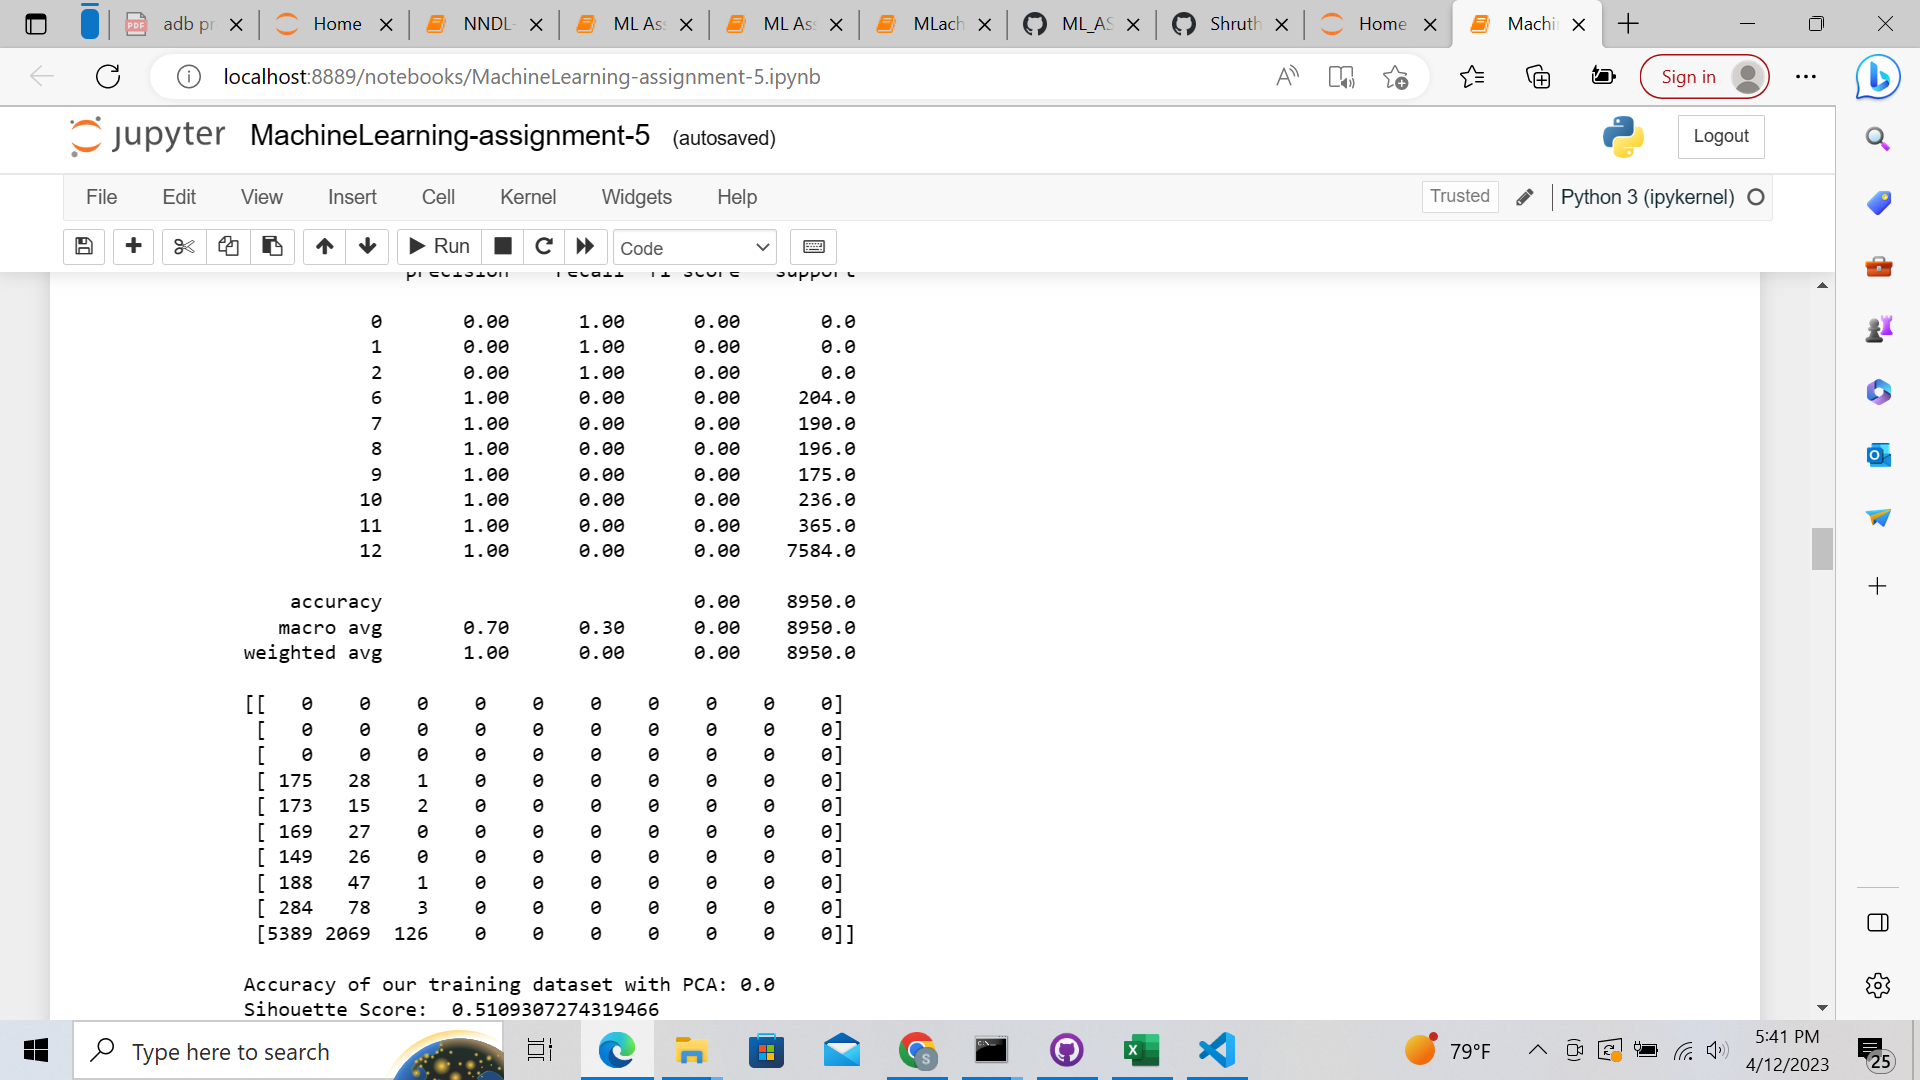 adb pr
Home
NNDL-
ML Ass
ML Ass
MLach
ML_AS
Shruth
Home
Machi
localhost:8889/notebooks/MachineLearning-assignment-5.ipynb
Sign in
jupyter MachineLearning-assignment-5 (autosaved)
Logout
File Edit View Insert Cell Kernel Widgets Help
Trusted
Python 3 (ipykernel)
Run
Code
precision recall f1-score support
0 0.00 1.00 0.00 0.0
1 0.00 1.00 0.00 0.0
2 0.00 1.00 0.00 0.0
6 1.00 0.00 0.00 204.0
7 1.00 0.00 0.00 190.0
8 1.00 0.00 0.00 196.0
9 1.00 0.00 0.00 175.0
10 1.00 0.00 0.00 236.0
11 1.00 0.00 0.00 365.0
12 1.00 0.00 0.00 7584.0
accuracy 0.00 8950.0
macro avg 0.70 0.30 0.00 8950.0
weighted avg 1.00 0.00 0.00 8950.0
[[ 0 0 0 0 0 0 0 0 0 0]
[ 0 0 0 0 0 0 0 0 0 0]
[ 0 0 0 0 0 0 0 0 0 0]
[ 175 28 1 0 0 0 0 0 0 0]
[ 173 15 2 0 0 0 0 0 0 0]
[ 169 27 0 0 0 0 0 0 0 0]
[ 149 26 0 0 0 0 0 0 0 0]
[ 188 47 1 0 0 0 0 0 0 0]
[ 284 78 3 0 0 0 0 0 0 0]
[5389 2069 126 0 0 0 0 0 0 0]]
Accuracy of our training dataset with PCA: 0.0
Sihouette Score: 0.5109307274319466
Type here to search
79°F
5:41 PM
4/12/2023
25